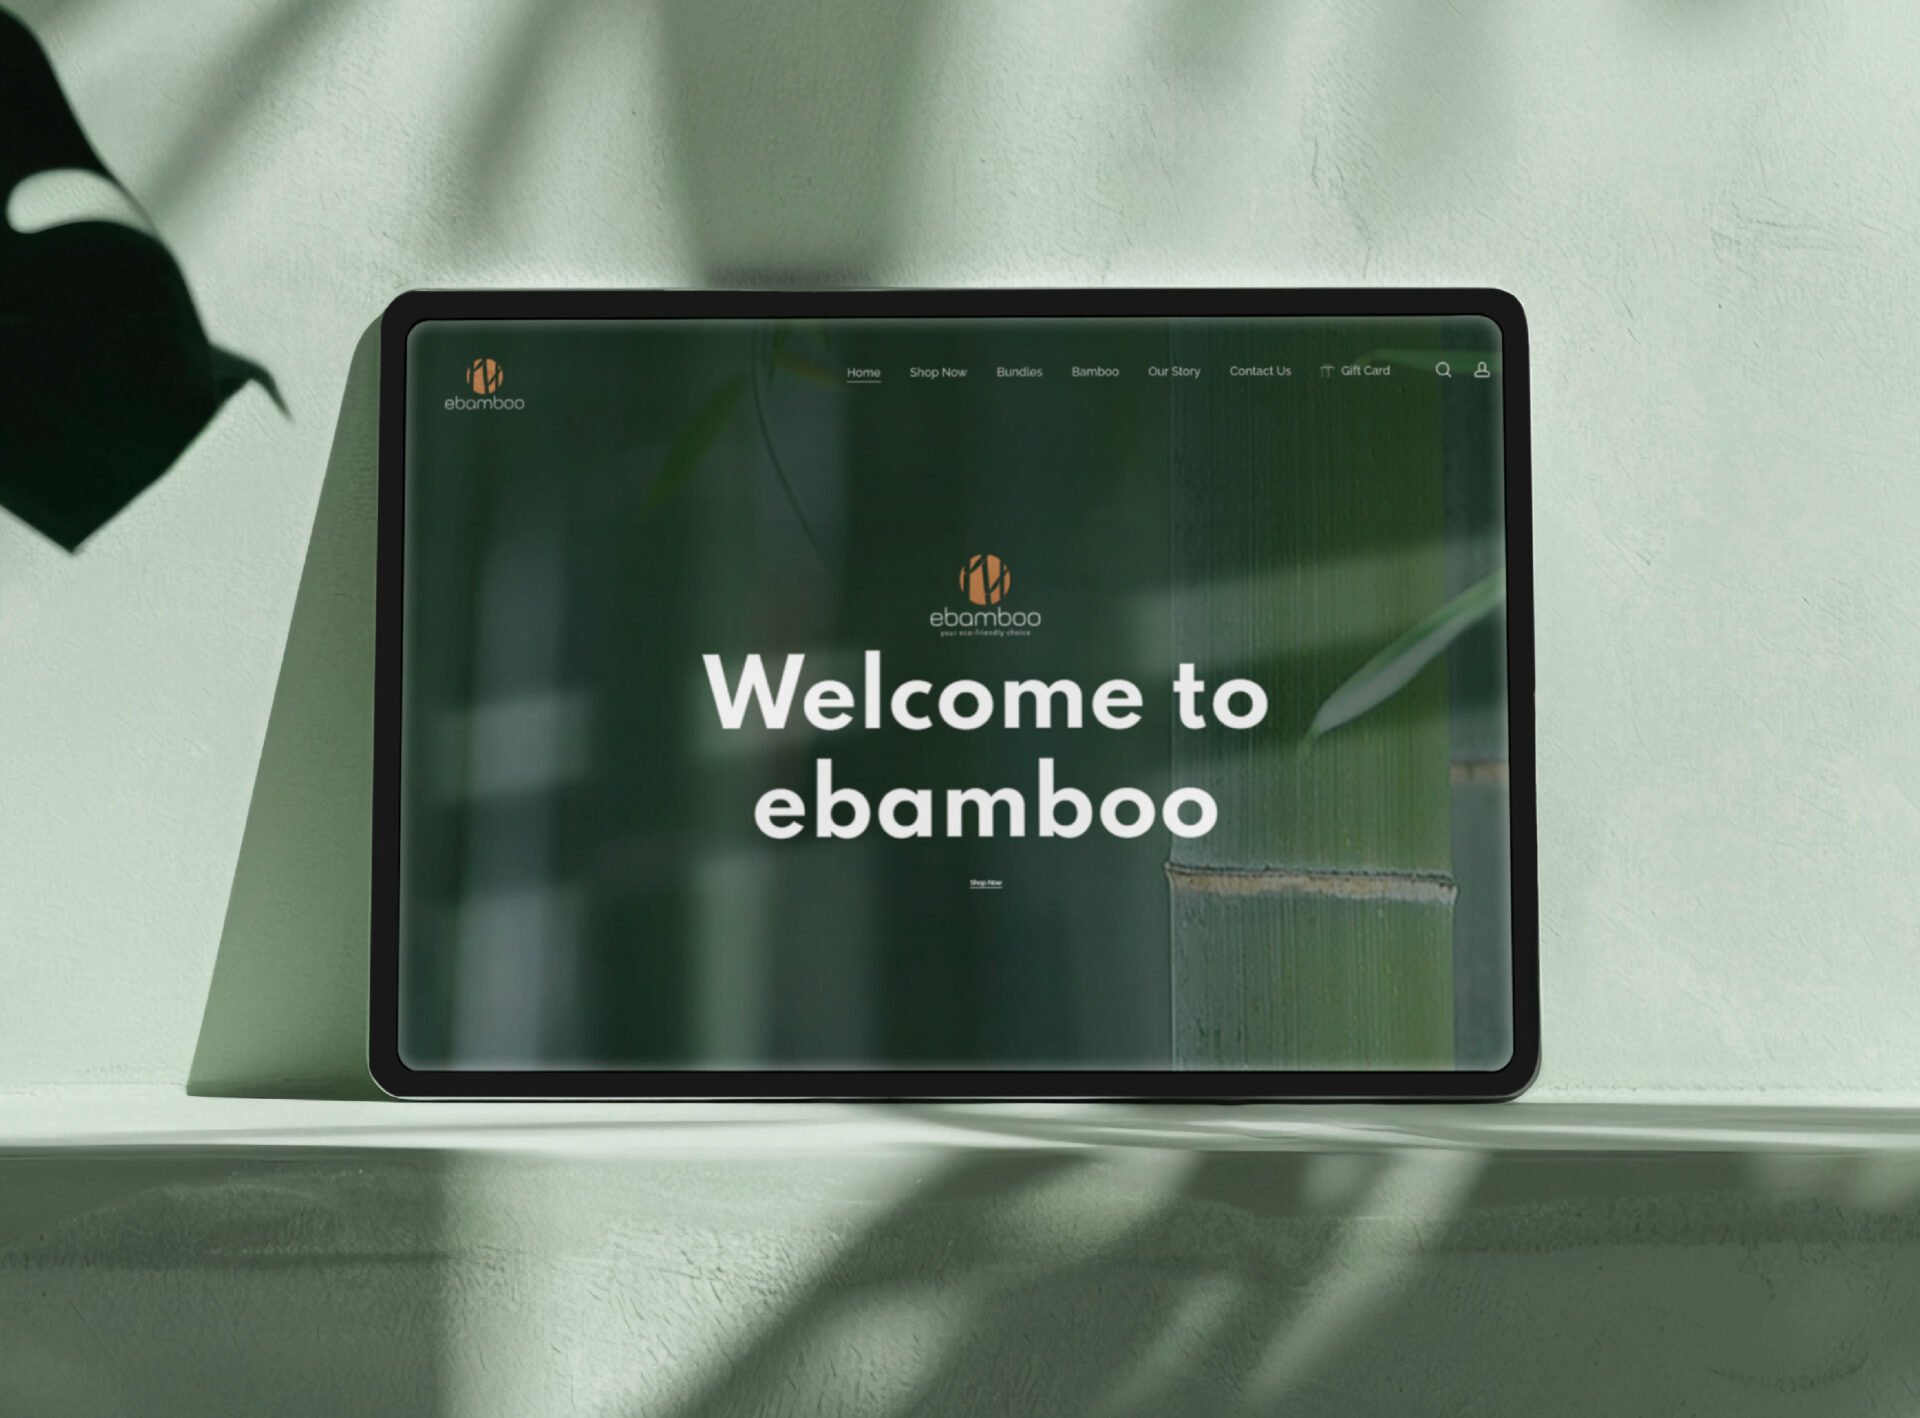 ebamboo
Home Shop Now Bundles Bamboo Our Story Contact Us Gift Card
ebamboo
your eco-friendly choice
Welcome to
ebamboo
Shop Now